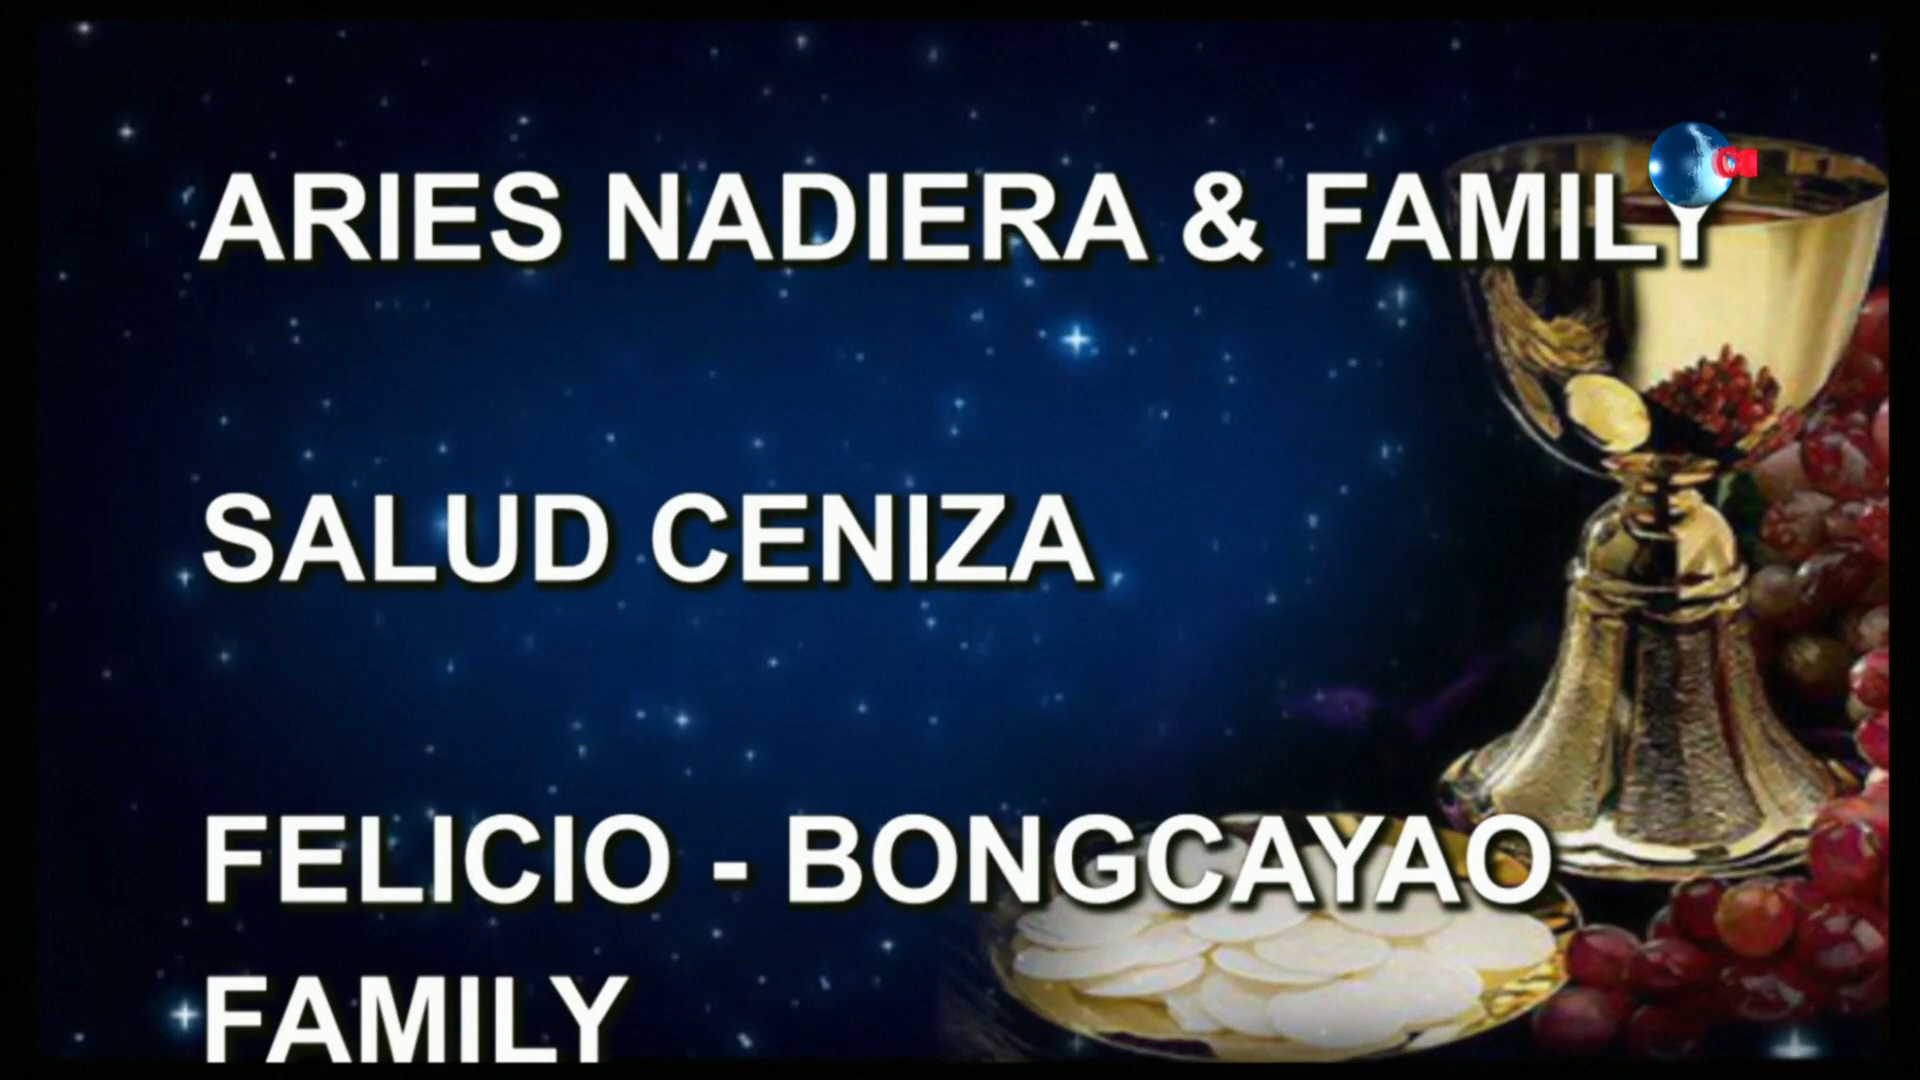 ARIES NADIERA & FAMILY
SALUD CENIZA
FELICIO - BONGCAYAO
FAMILY